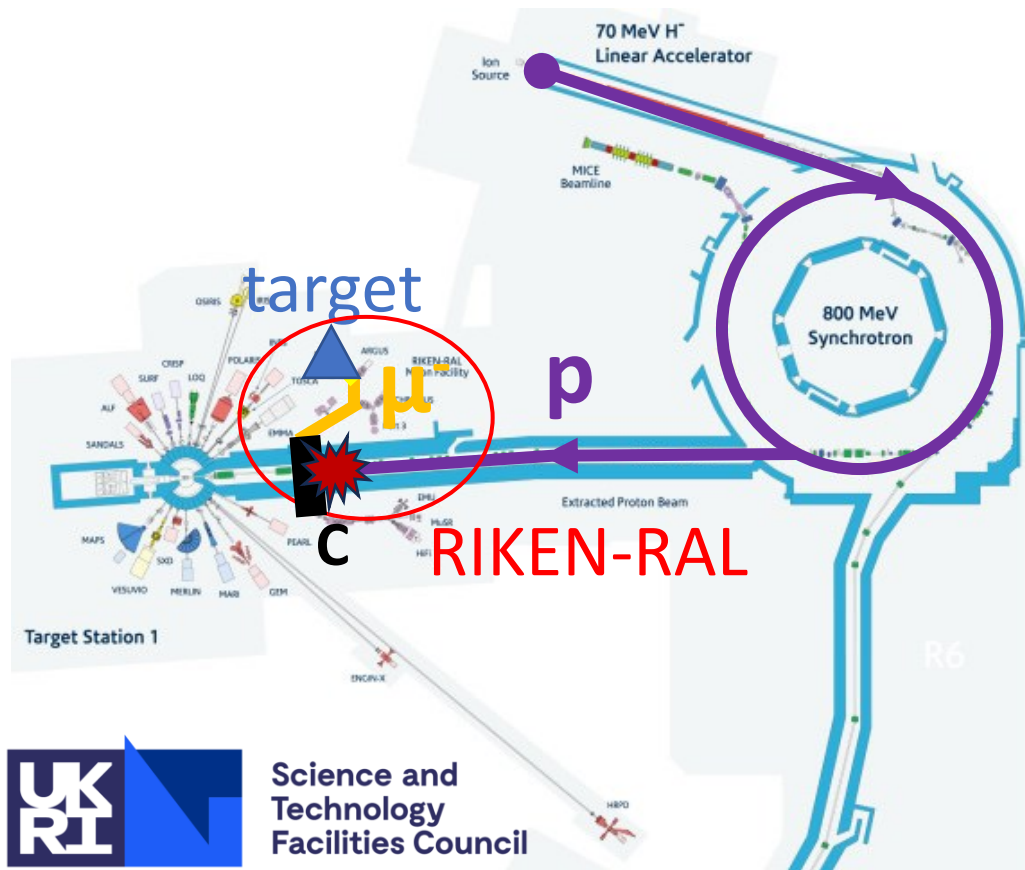 70 MeV H⁻
Linear Accelerator
Ion
Source
MICE
Beamline
target
OSIRIS
800 MeV
Synchrotron
p
POLARIS
ARGUS
RIKEN-RAL
Facility
CRISP
SURF
LOQ
TOSCA
μ⁻
ALF
EMMA
SANDALS
Extracted Proton Beam
EMU
MuSR
HiFi
C
RIKEN-RAL
MAPS
PEARL
SXD
VESUVIO
MERLIN
MARI
GEM
Target Station 1
R6
ENGIN-X
UK
RI
Science and
Technology
Facilities Council
HRPD